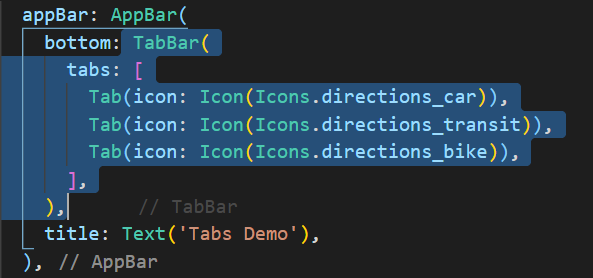 appBar: AppBar(
bottom: TabBar(
tabs: [
Tab(icon: Icon(Icons.directions_car)),
Tab(icon: Icon(Icons.directions_transit)),
Tab(icon: Icon(Icons.directions_bike)),
],
), // TabBar
title: Text('Tabs Demo'),
), // AppBar